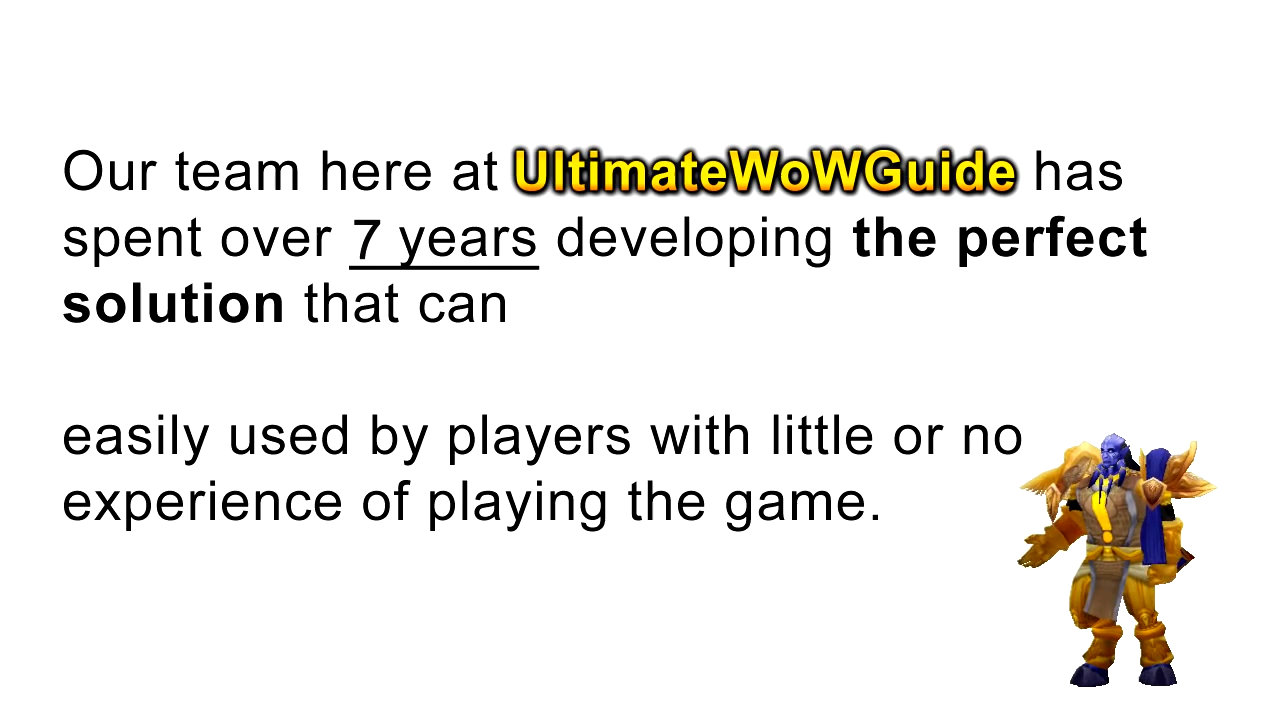 Our team here at UltimateWoWGuide has
spent over 7 years developing the perfect
solution that can
easily used by players with little or no
experience of playing the game.